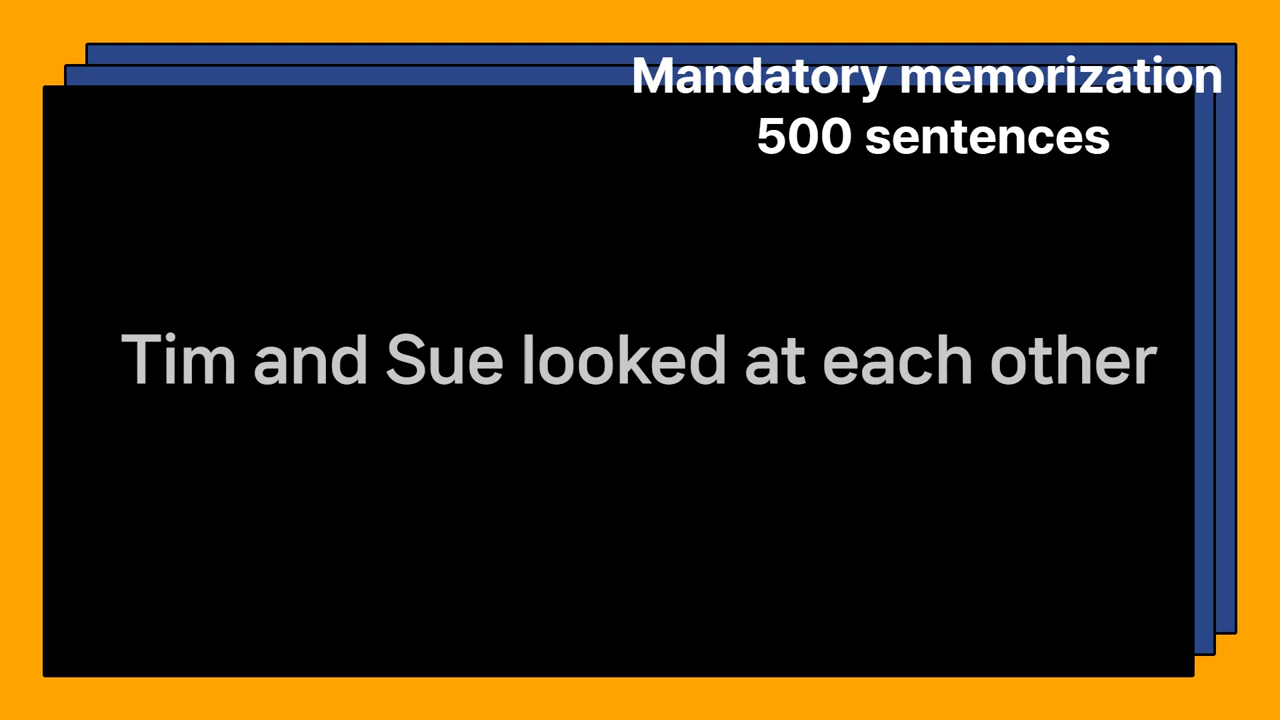 Mandatory memorization
500 sentences
Tim and Sue looked at each other